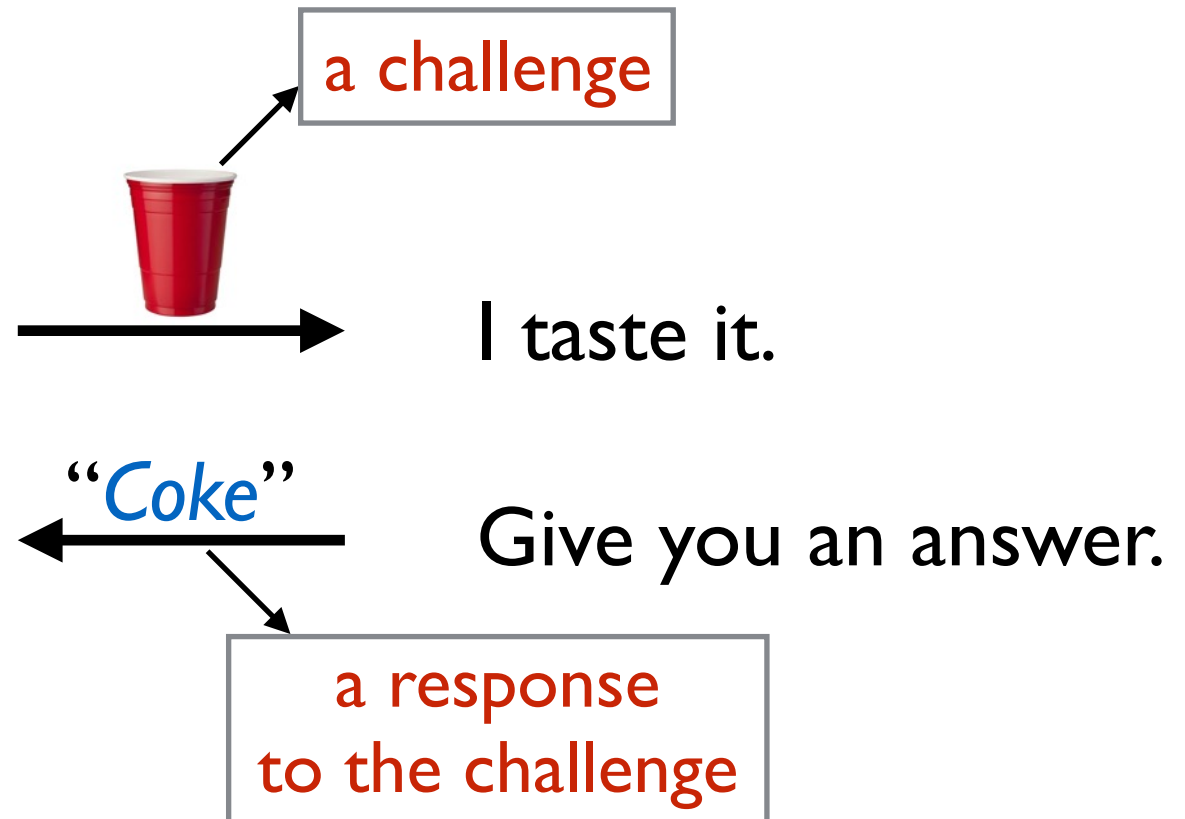 a challenge
I taste it.
“Coke”
Give you an answer.
a response
to the challenge